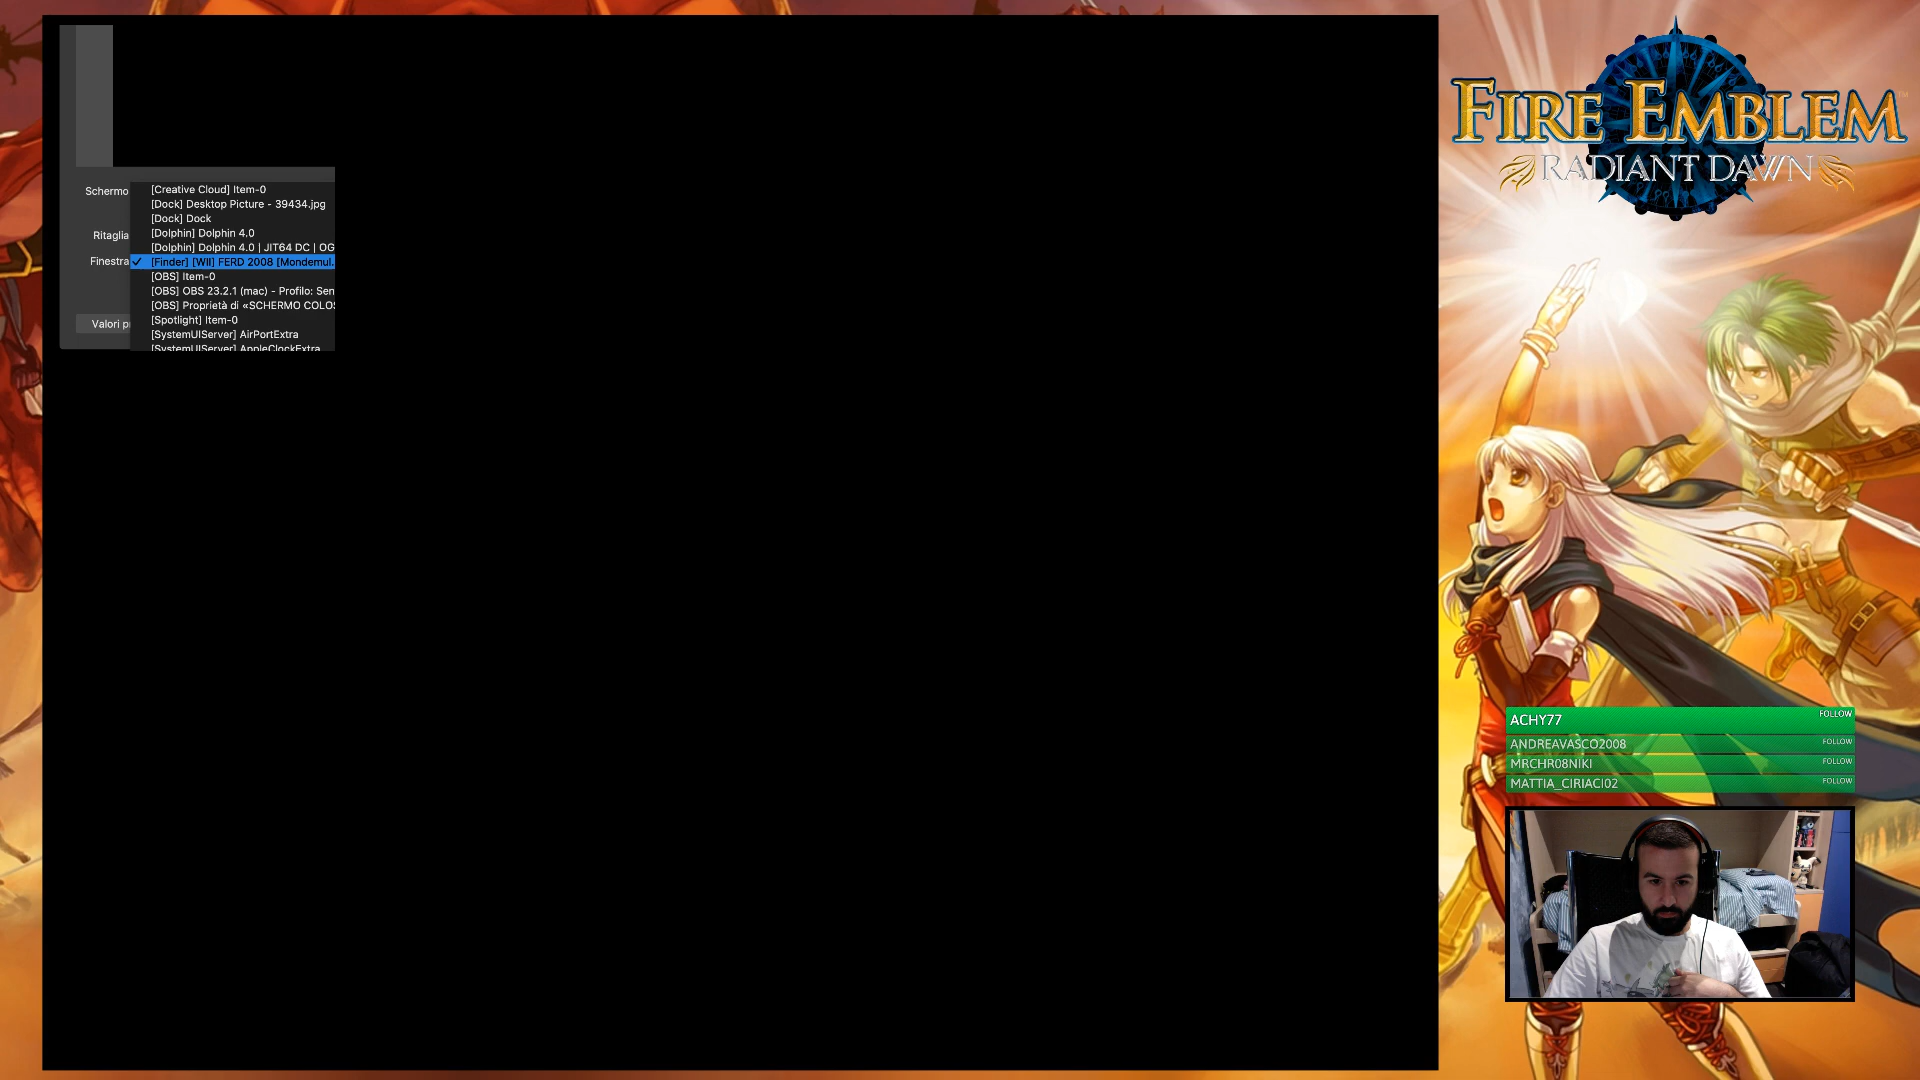 Schermo
Ritaglia
Finestra
Valori p
[Creative Cloud] Item-0
[Dock] Desktop Picture - 39434.jpg
[Dock] Dock
[Dolphin] Dolphin 4.0
[Dolphin] Dolphin 4.0 | JIT64 DC | OG
✓ [Finder] [WII] FERD 2008 [Mondemul.
[OBS] Item-0
[OBS] OBS 23.2.1 (mac) - Profilo: Sen
[OBS] Proprietà di «SCHERMO COLO
[Spotlight] Item-0
[SystemUIServer] AirPortExtra
[SystemUIServer] AppleClockExtra
FIRE EMBLEM
RADIANT DAWN
ACHY77 FOLLOW
ANDREAVASCO2008 FOLLOW
MRCHR08NIKI FOLLOW
MATTIA_CIRIACI02 FOLLOW